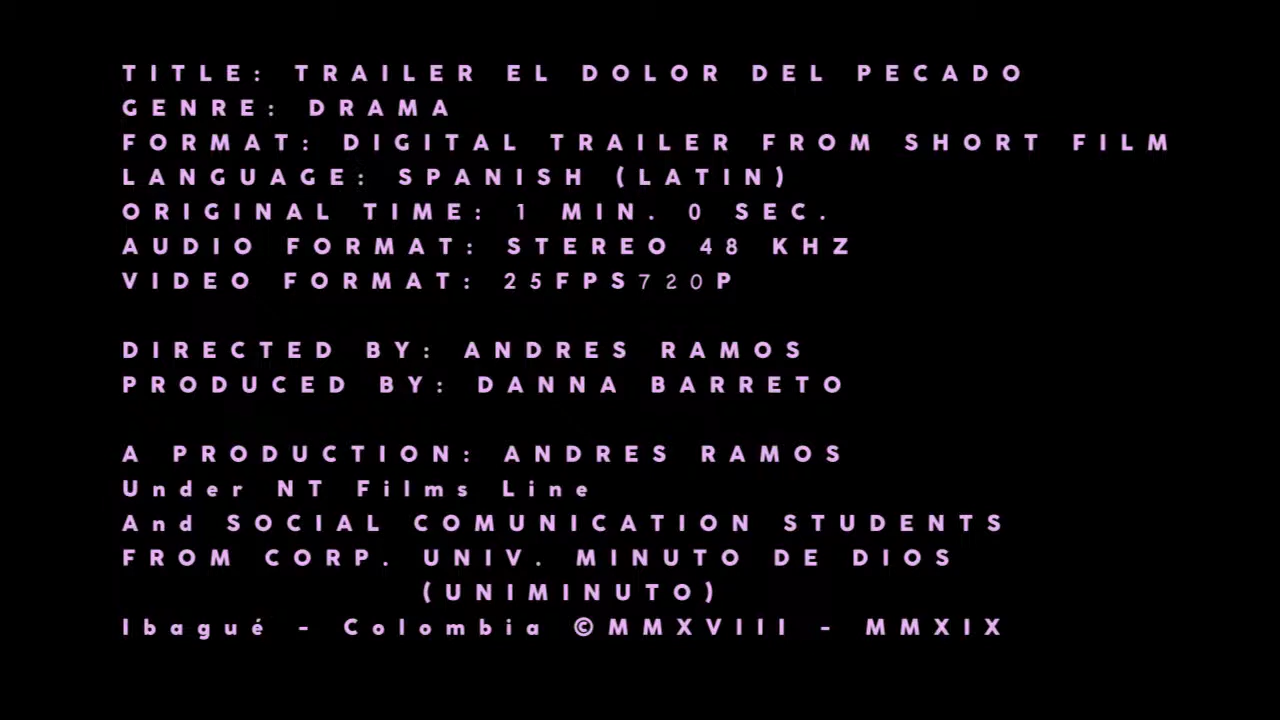 TITLE: TRAILER EL DOLOR DEL PECADO
GENRE: DRAMA
FORMAT: DIGITAL TRAILER FROM SHORT FILM
LANGUAGE: SPANISH (LATIN)
ORIGINAL TIME: 1 MIN. 0 SEC.
AUDIO FORMAT: STEREO 48 KHZ
VIDEO FORMAT: 25FPS720P
DIRECTED BY: ANDRES RAMOS
PRODUCED BY: DANNA BARRETO
A PRODUCTION: ANDRES RAMOS
Under NT Films Line
And SOCIAL COMUNICATION STUDENTS
FROM CORP. UNIV. MINUTO DE DIOS
(UNIMINUTO)
Ibagué - Colombia ©MMXVIII - MMXIX